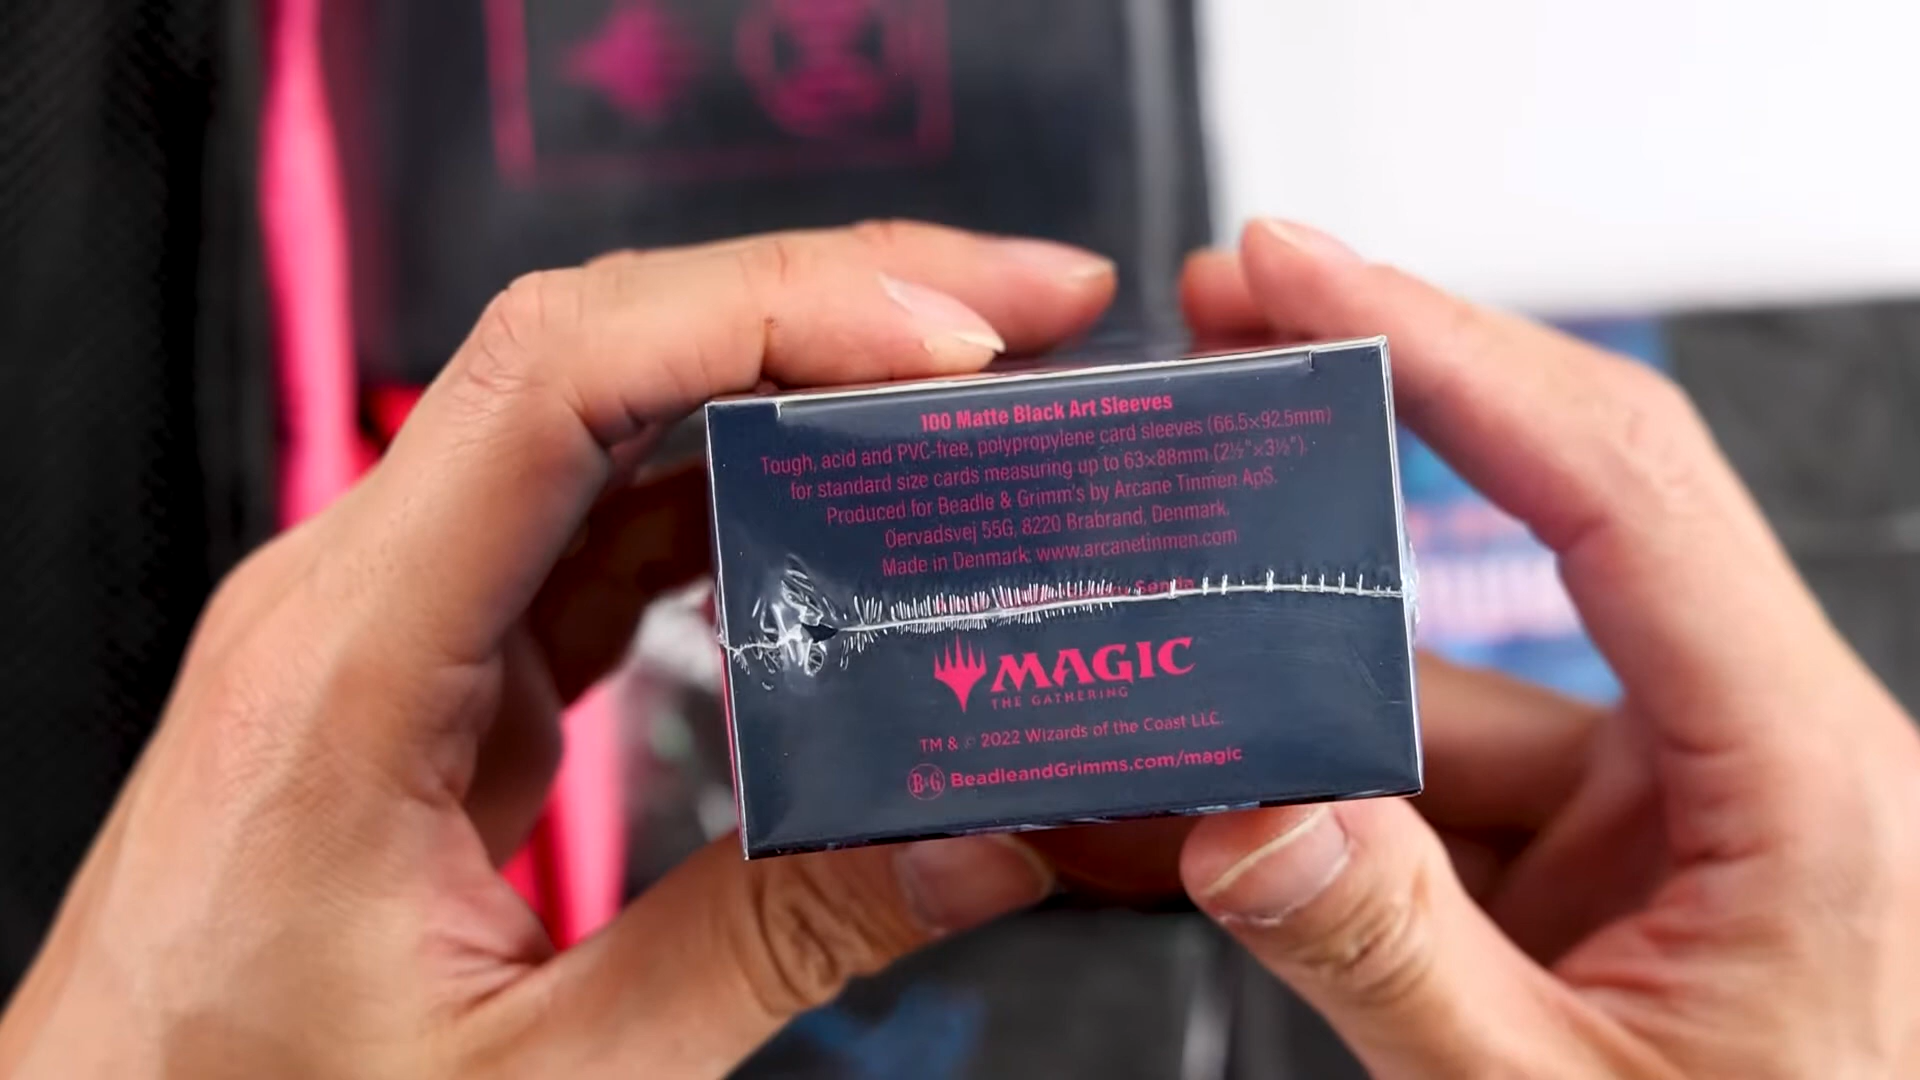 100 Matte Black Art Sleeves
Tough, acid and PVC-free, polypropylene card sleeves (66.5×92.5mm)
for standard size cards measuring up to 63×88mm (2½"×3½").
Produced for Beadle & Grimm's by Arcane Tinmen ApS.
Oervadsvej 55G, 8220 Brabrand, Denmark.
Made in Denmark. www.arcanetinmen.com
MAGIC
THE GATHERING
TM & © 2022 Wizards of the Coast LLC.
B&G BeadleandGrimms.com/magic